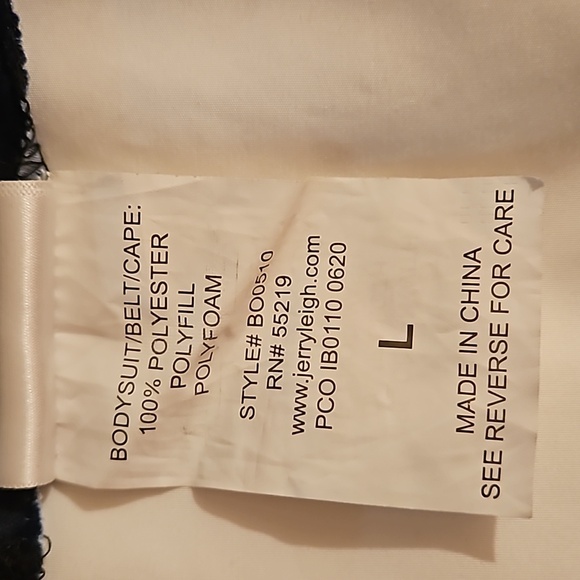 BODYSUIT/BELT/CAPE:
100% POLYESTER
POLYFILL
POLYFOAM
STYLE# BO0510
RN# 55219
www.jerryleigh.com
PCO IB0110 0620
L
MADE IN CHINA
SEE REVERSE FOR CARE